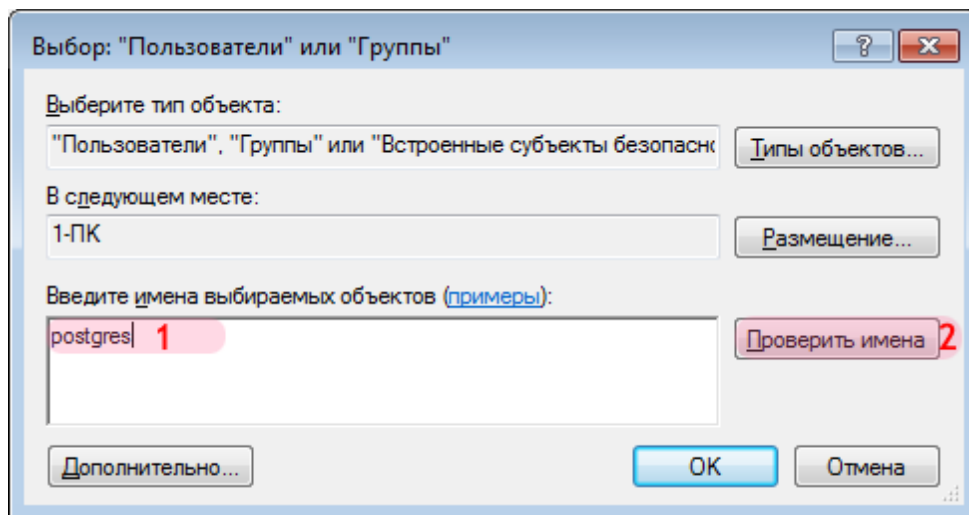 Выбор: "Пользователи" или "Группы"
Выберите тип объекта:
"Пользователи", "Группы" или "Встроенные субъекты безопасно
Типы объектов...
В следующем месте:
1-ПК
Размещение...
Введите имена выбираемых объектов (примеры):
postgres 1
Проверить имена 2
Дополнительно...
ОК
Отмена